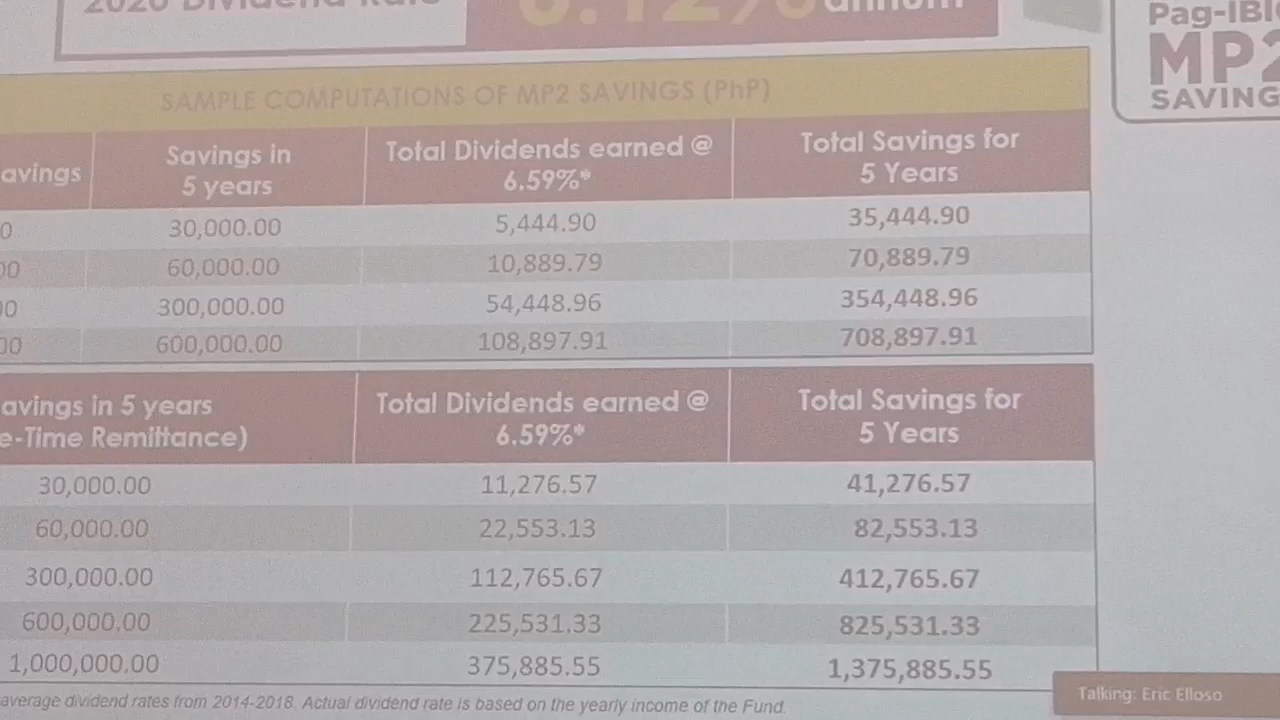 2020 Dividend Rate 6.12% annum
Pag-IBIG
MP2
SAVING
SAMPLE COMPUTATIONS OF MP2 SAVINGS (PhP)
avings Savings in 5 years Total Dividends earned @ 6.59%* Total Savings for 5 Years
0 30,000.00 5,444.90 35,444.90
00 60,000.00 10,889.79 70,889.79
00 300,000.00 54,448.96 354,448.96
00 600,000.00 108,897.91 708,897.91
avings in 5 years Total Dividends earned @ Total Savings for
e-Time Remittance) 6.59%* 5 Years
30,000.00 11,276.57 41,276.57
60,000.00 22,553.13 82,553.13
300,000.00 112,765.67 412,765.67
600,000.00 225,531.33 825,531.33
1,000,000.00 375,885.55 1,375,885.55
average dividend rates from 2014-2018. Actual dividend rate is based on the yearly income of the Fund.
Talking: Eric Elloso